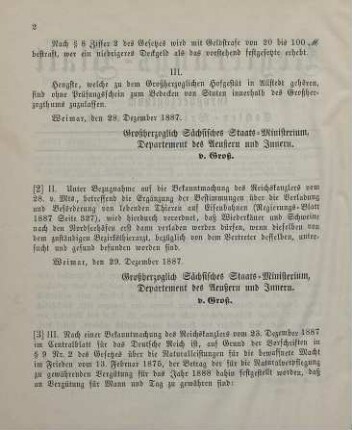 2
Nach § 8 Ziffer 2 des Gesetzes wird mit Geldstrafe von 20 bis 100 ℳ
bestraft, wer ein niedrigeres Deckgeld als das vorstehend festgesetzte erhebt.
III.
Hengste, welche zu dem Großherzoglichen Hofgestüt in Allstedt gehören,
sind ohne Prüfungsschein zum Bedecken von Stuten innerhalb des Großher-
zogthums zuzulassen.
Weimar, den 28. Dezember 1887.
Großherzoglich Sächsisches Staats-Ministerium,
Departement des Aeußern und Innern.
v. Groß.
[2] II. Unter Bezugnahme auf die Bekanntmachung des Reichskanzlers vom
28. v. Mts, betreffend die Ergänzung der Bestimmungen über die Verladung
und Beförderung von lebenden Thieren auf Eisenbahnen (Regierungs-Blatt
1887 Seite 327), wird hierdurch verordnet, daß Wiederkäuer und Schweine
nach den Nordseehäfen erst dann verladen werden dürfen, wenn dieselben von
dem zuständigen Bezirksthierarzt, bezüglich von dem Vertreter desselben, unter-
sucht und gesund befunden worden sind.
Weimar, den 29. Dezember 1887.
Großherzoglich Sächsisches Staats-Ministerium,
Departement des Aeußern und Innern.
v. Groß.
[3] III. Nach einer Bekanntmachung des Reichskanzlers vom 23. Dezember 1887
im Centralblatt für das Deutsche Reich ist, auf Grund der Vorschriften in
§ 9 Nr. 2 des Gesetzes über die Naturalleistungen für die bewaffnete Macht
im Frieden vom 13. Februar 1875, der Betrag der für die Naturalverpflegung
zu gewährenden Vergütung für das Jahr 1888 dahin festgestellt worden, daß
an Vergütung für Mann und Tag zu gewähren sind: